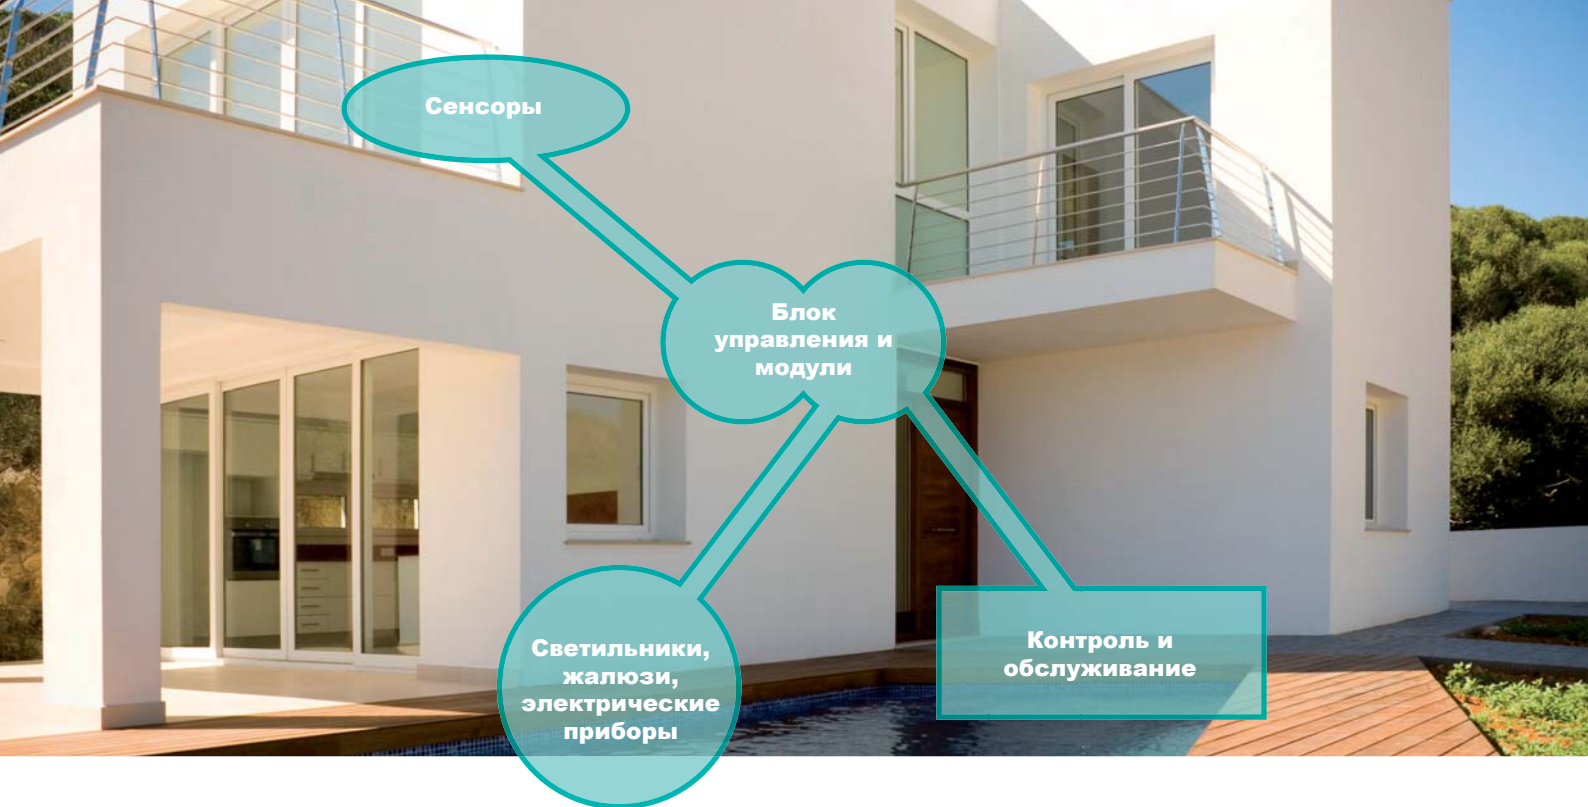 Сенсоры
Блок
управления и
модули
Светильники,
жалюзи,
электрические
приборы
Контроль и
обслуживание